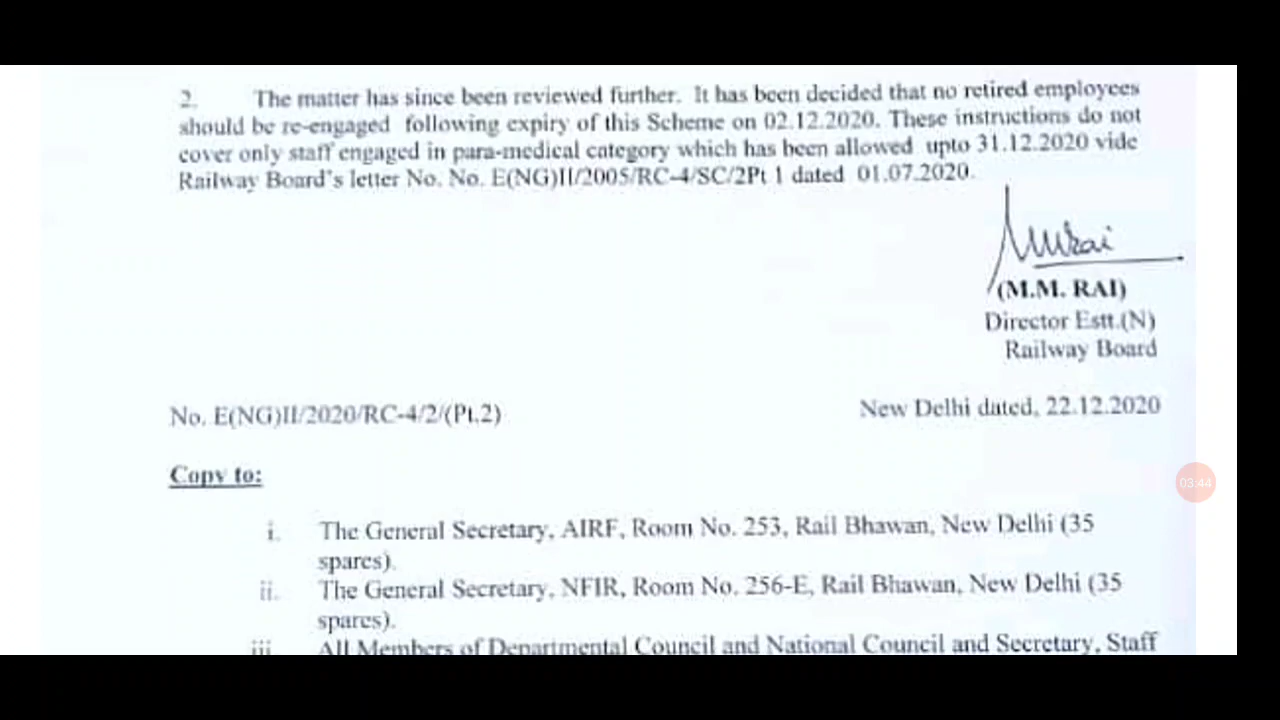 2. The matter has since been reviewed further. It has been decided that no retired employees
should be re-engaged following expiry of this Scheme on 02.12.2020. These instructions do not
cover only staff engaged in para-medical category which has been allowed upto 31.12.2020 vide
Railway Board's letter No. No. E(NG)II/2005/RC-4/SC/2Pt 1 dated 01.07.2020.
(M.M. RAI)
Director Estt.(N)
Railway Board
No. E(NG)II/2020/RC-4/2/(Pt.2)
New Delhi dated, 22.12.2020
Copy to:
03:44
i. The General Secretary, AIRF, Room No. 253, Rail Bhawan, New Delhi (35
spares).
ii. The General Secretary, NFIR, Room No. 256-E, Rail Bhawan, New Delhi (35
spares).
iii All Members of Departmental Council and National Council and Secretary, Staff